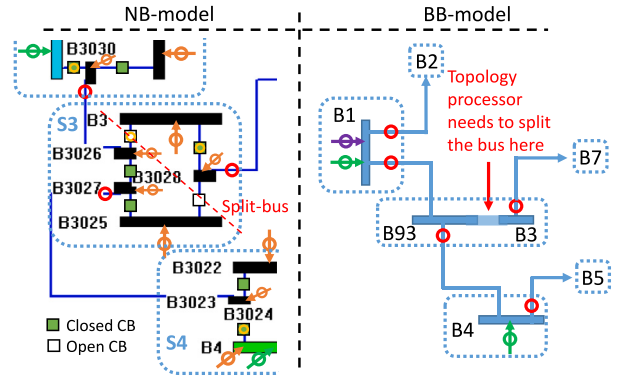 NB-model
BB-model
B3030
B3
S3
B3026
B3028
B3027
B3025
Split-bus
B3022
B3023
B3024
S4
B4
Closed CB
Open CB
B2
Topology
processor
needs to split
the bus here
B1
B7
B93
B3
B5
B4